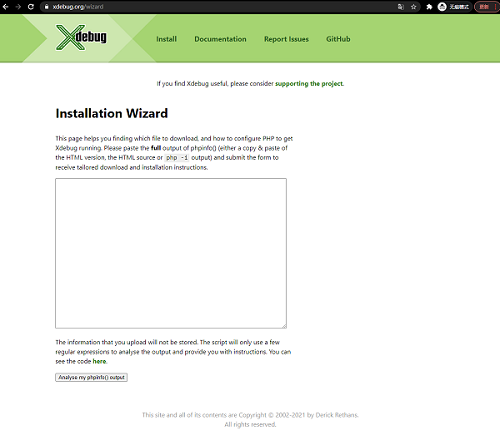 xdebug.org/wizard
无痕模式
更新
Xdebug
Install
Documentation
Report Issues
GitHub
If you find Xdebug useful, please consider supporting the project.
Installation Wizard
This page helps you finding which file to download, and how to configure PHP to get
Xdebug running. Please paste the full output of phpinfo() (either a copy & paste of
the HTML version, the HTML source or php -i output) and submit the form to
receive tailored download and installation instructions.
The information that you upload will not be stored. The script will only use a few
regular expressions to analyse the output and provide you with instructions. You can
see the code here.
Analyse my phpinfo() output
This site and all of its contents are Copyright © 2002-2021 by Derick Rethans.
All rights reserved.